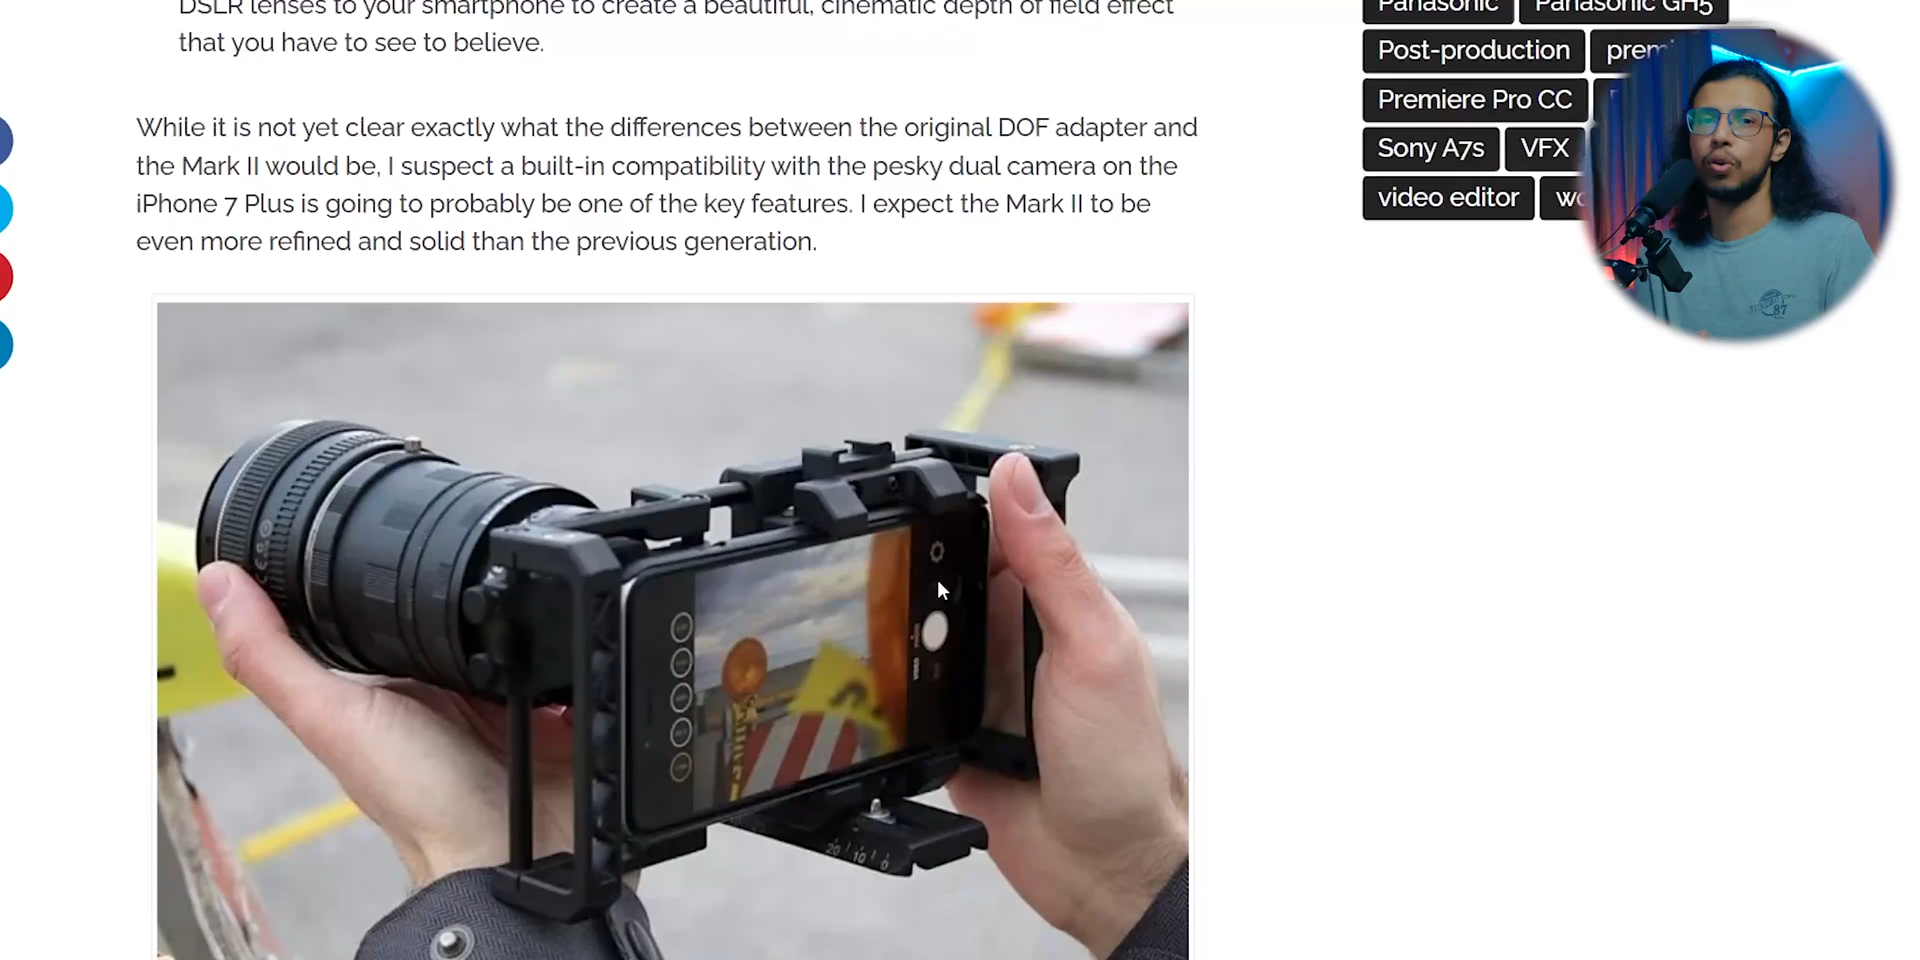 DSLR lenses to your smartphone to create a beautiful, cinematic depth of field effect
that you have to see to believe.
While it is not yet clear exactly what the differences between the original DOF adapter and
the Mark II would be, I suspect a built-in compatibility with the pesky dual camera on the
iPhone 7 Plus is going to probably be one of the key features. I expect the Mark II to be
even more refined and solid than the previous generation.
Panasonic Panasonic GH5
Post-production
Premiere Pro CC
Sony A7s VFX
video editor
87
20 10 0